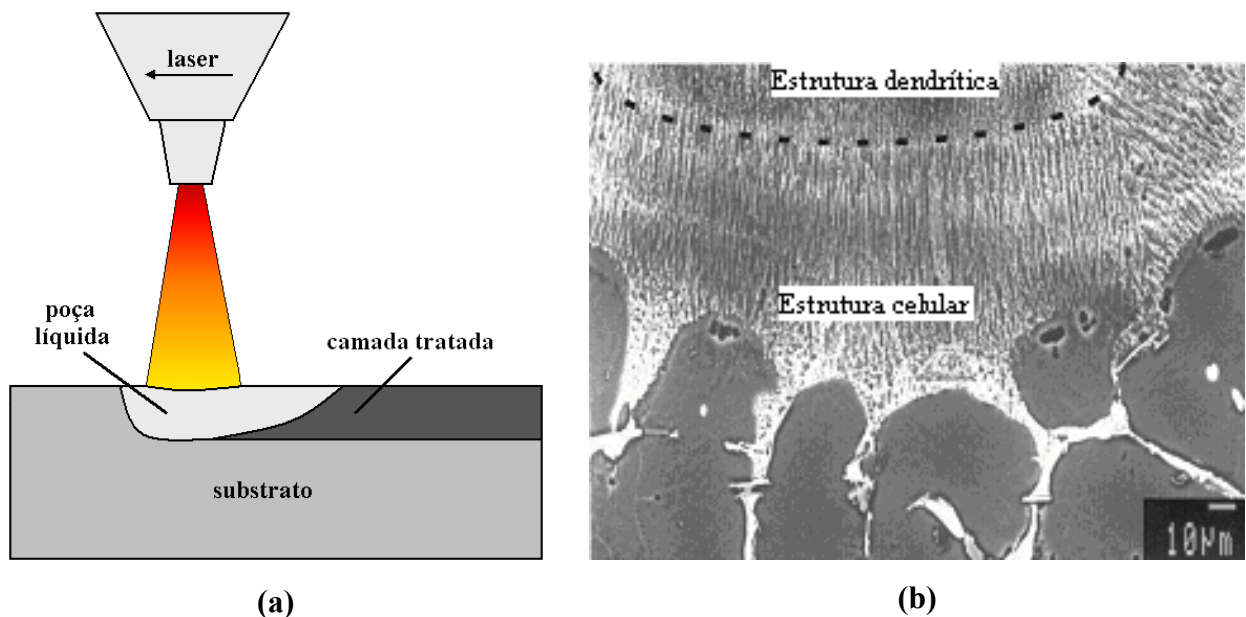 laser
poça
líquida
camada tratada
substrato
(a)
Estrutura dendrítica
Estrutura celular
10µm
(b)